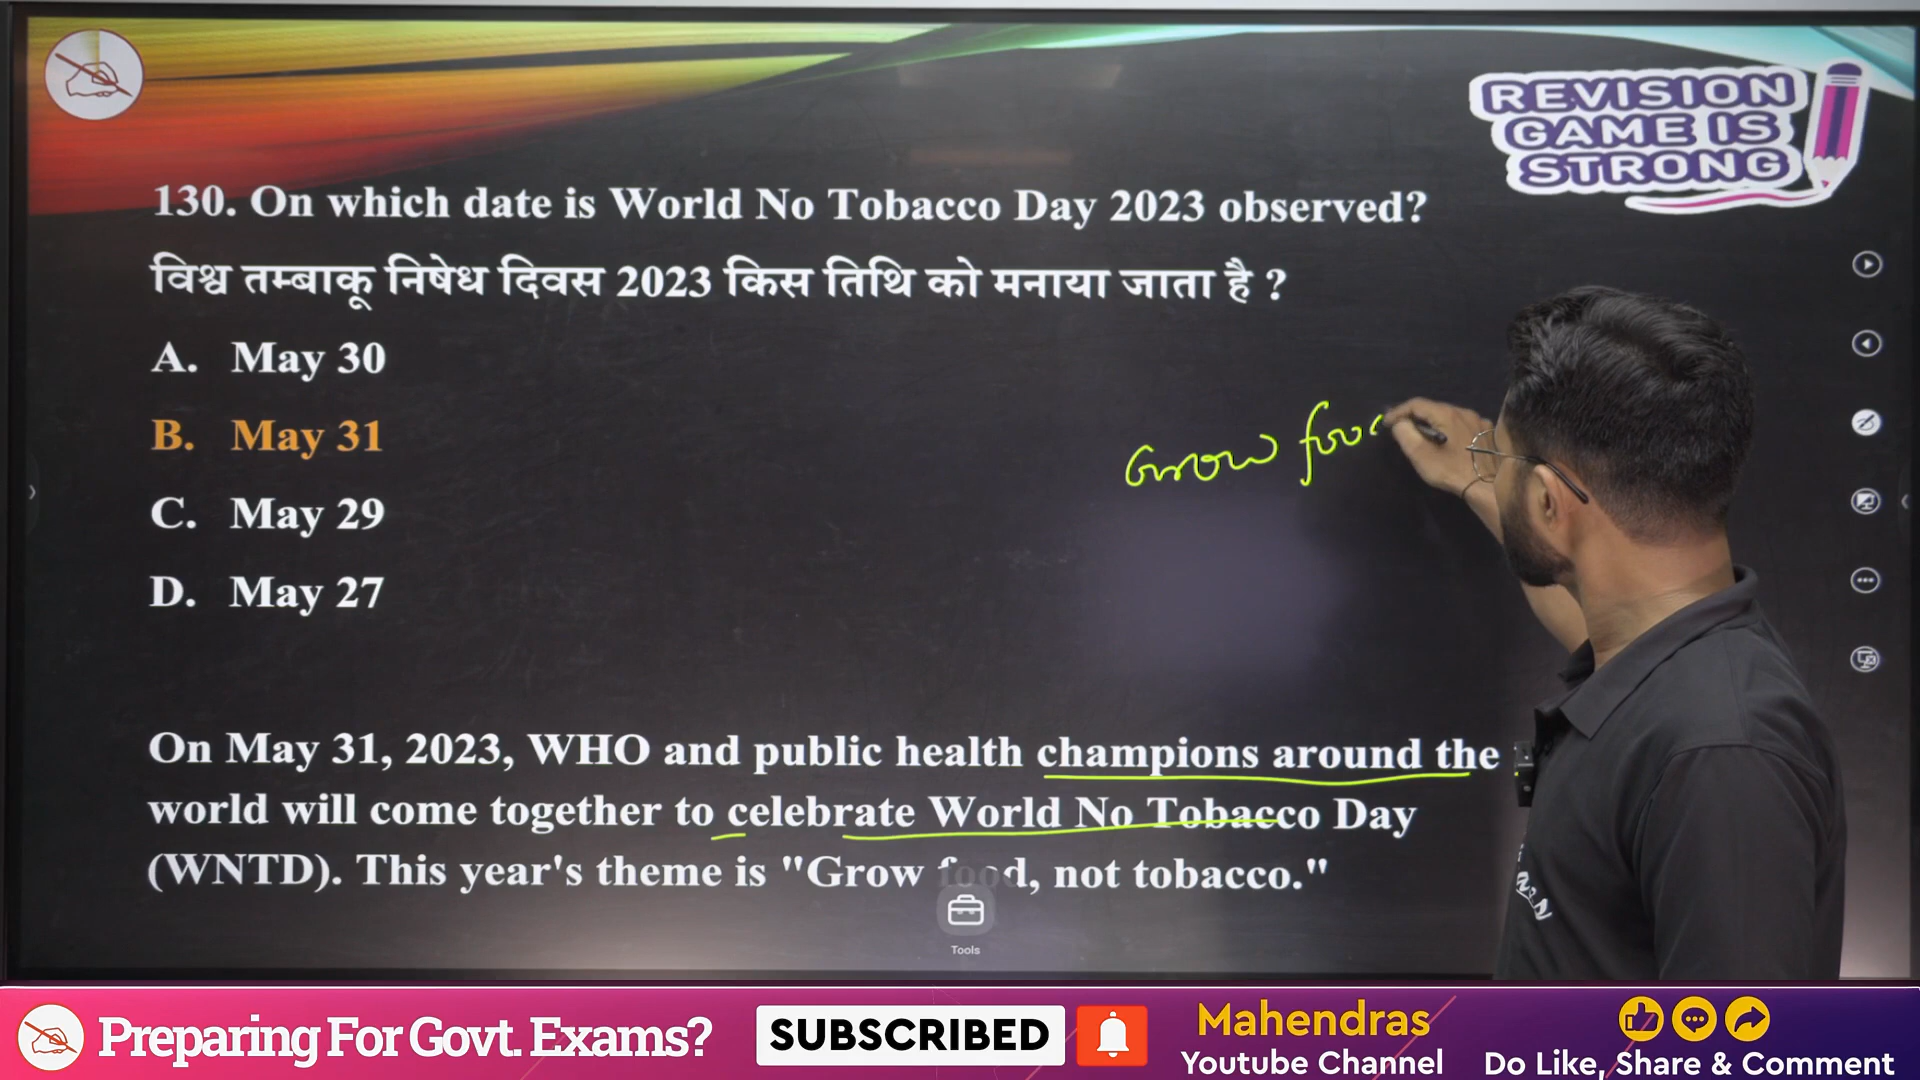 REVISION
GAME IS
STRONG
130. On which date is World No Tobacco Day 2023 observed?
विश्व तम्बाकू निषेध दिवस 2023 किस तिथि को मनाया जाता है ?
A. May 30
B. May 31
C. May 29
D. May 27
Grow foo
On May 31, 2023, WHO and public health champions around the
world will come together to celebrate World No Tobacco Day
(WNTD). This year's theme is "Grow food, not tobacco."
Tools
Preparing For Govt. Exams?
SUBSCRIBED
Mahendras
Youtube Channel
Do Like, Share & Comment